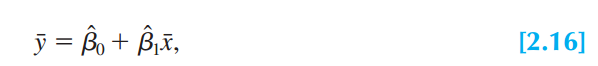 ȳ = β̂₀ + β̂₁x̄, [2.16]